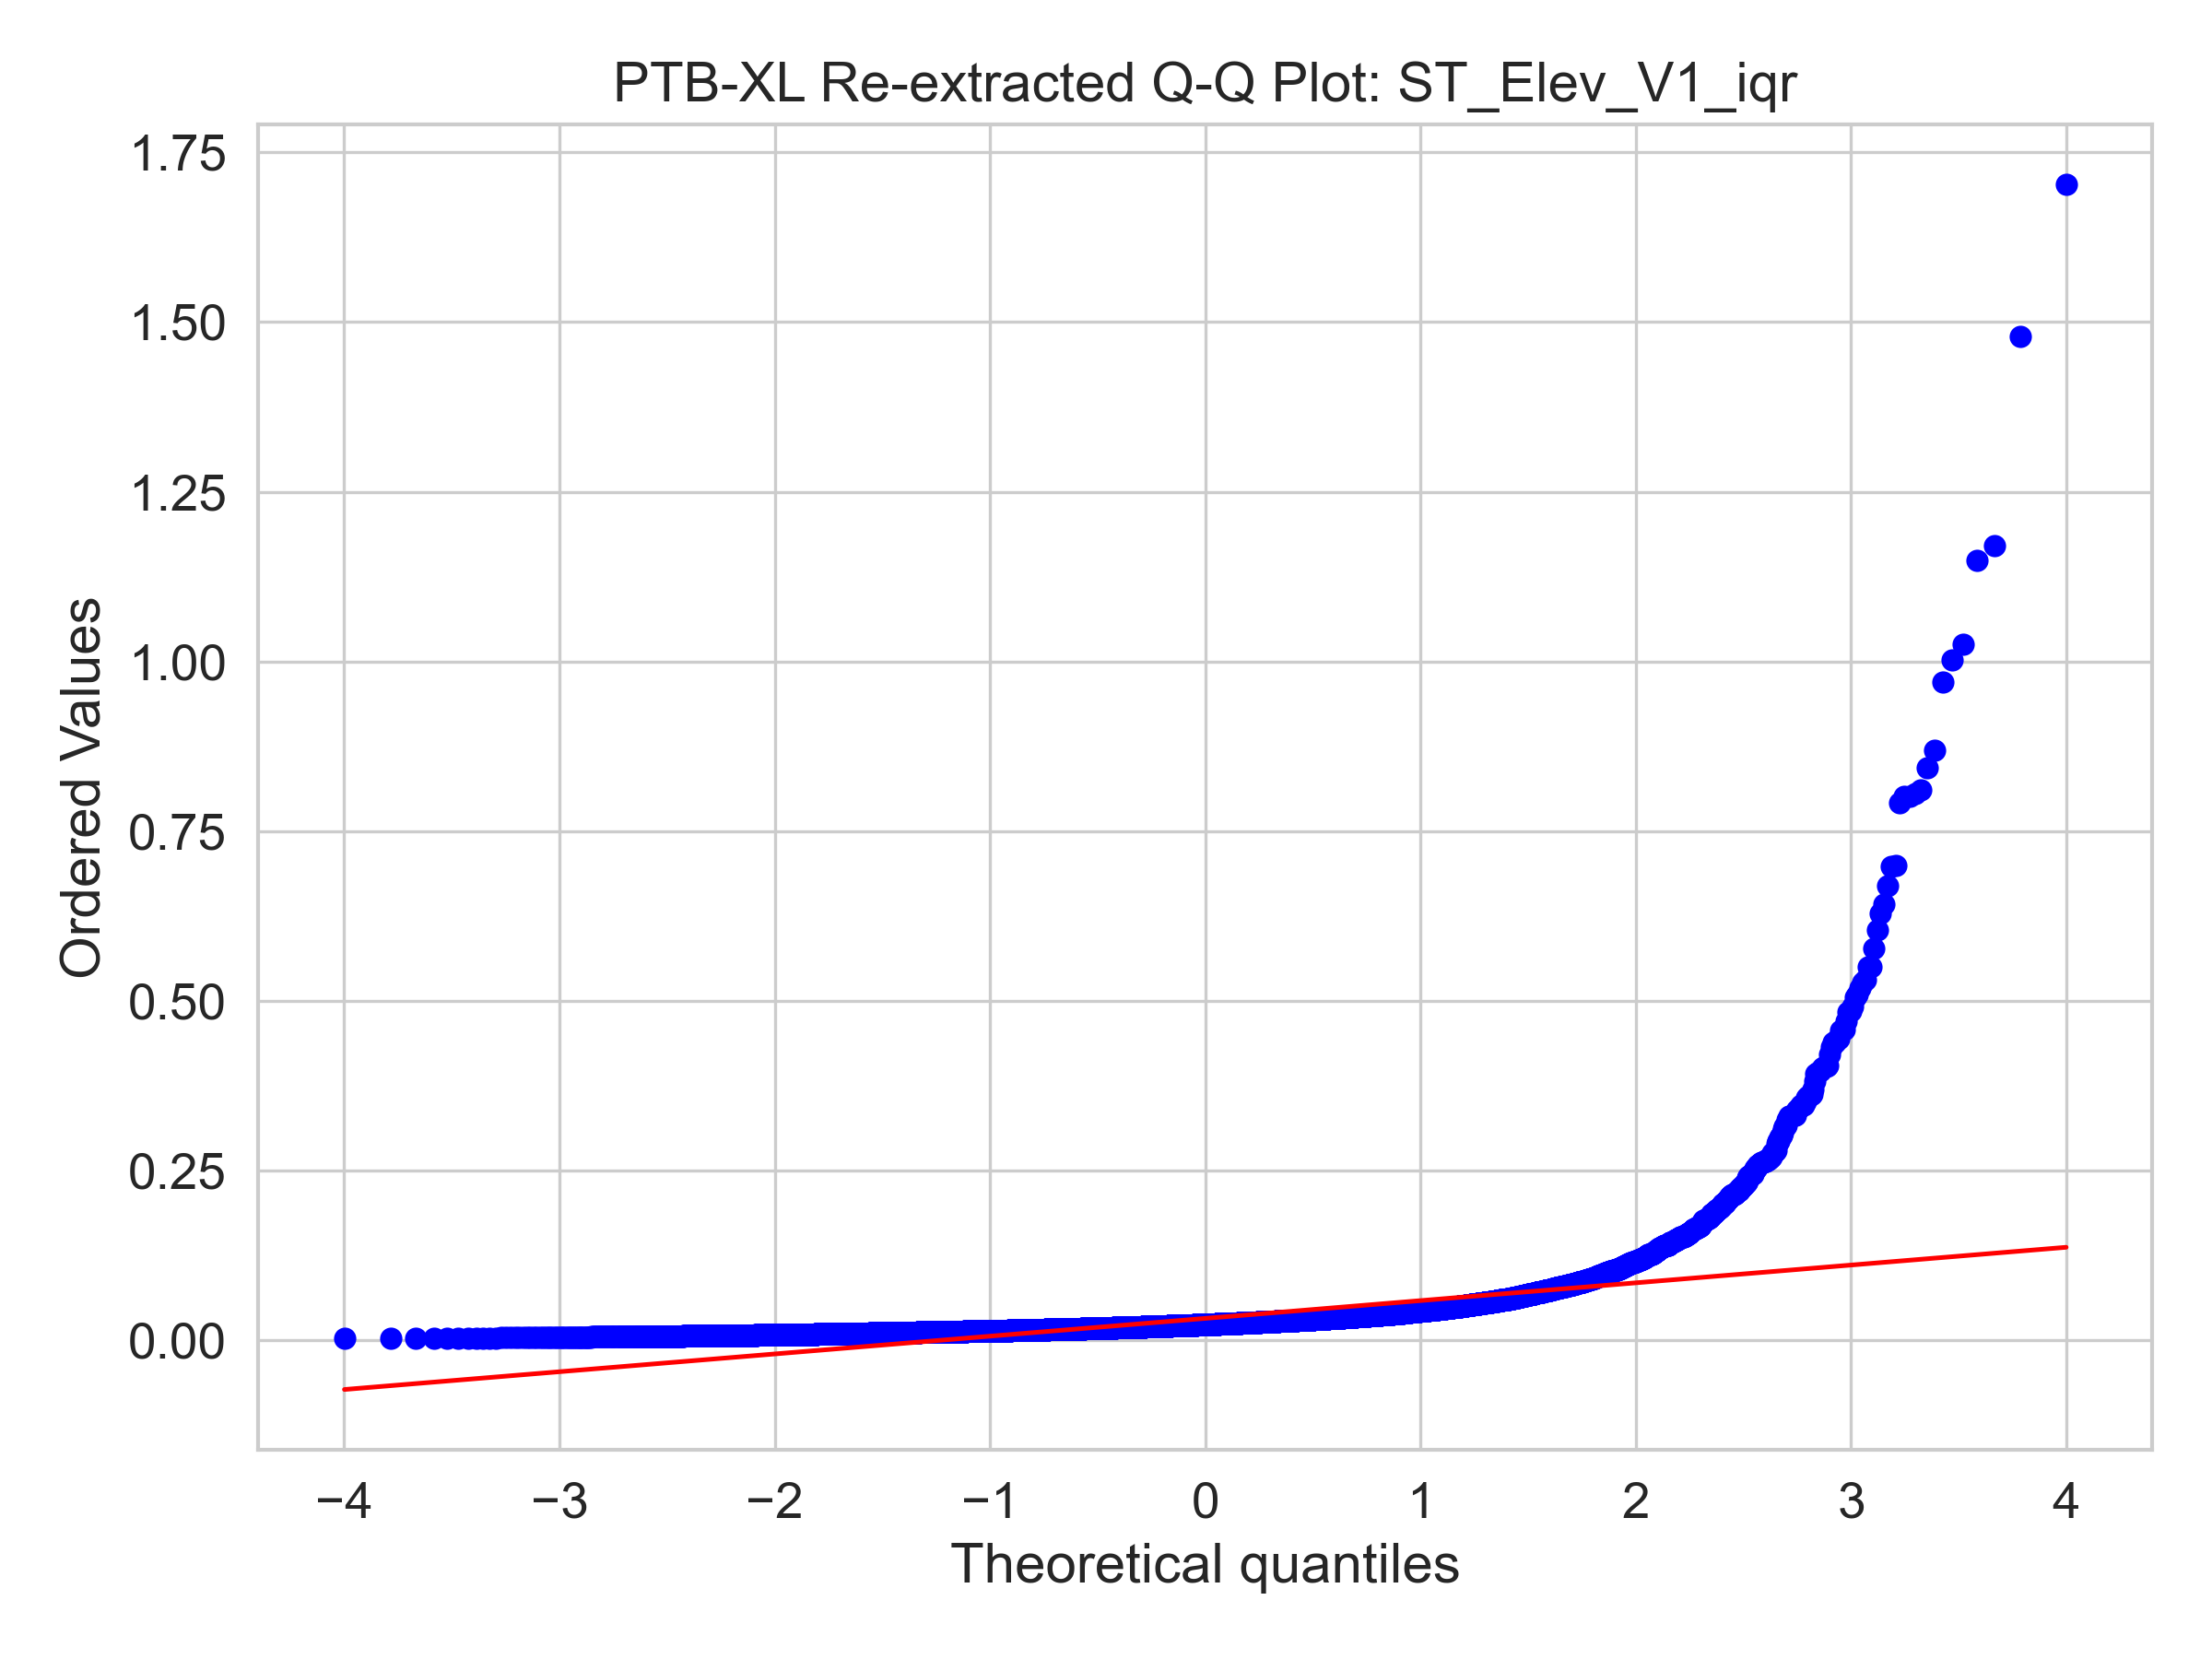 PTB-XL Re-extracted Q-Q Plot: ST_Elev_V1_iqr
1.75
1.50
1.25
1.00
0.75
0.50
0.25
0.00
Ordered Values
−4 −3 −2 −1 0 1 2 3 4
Theoretical quantiles